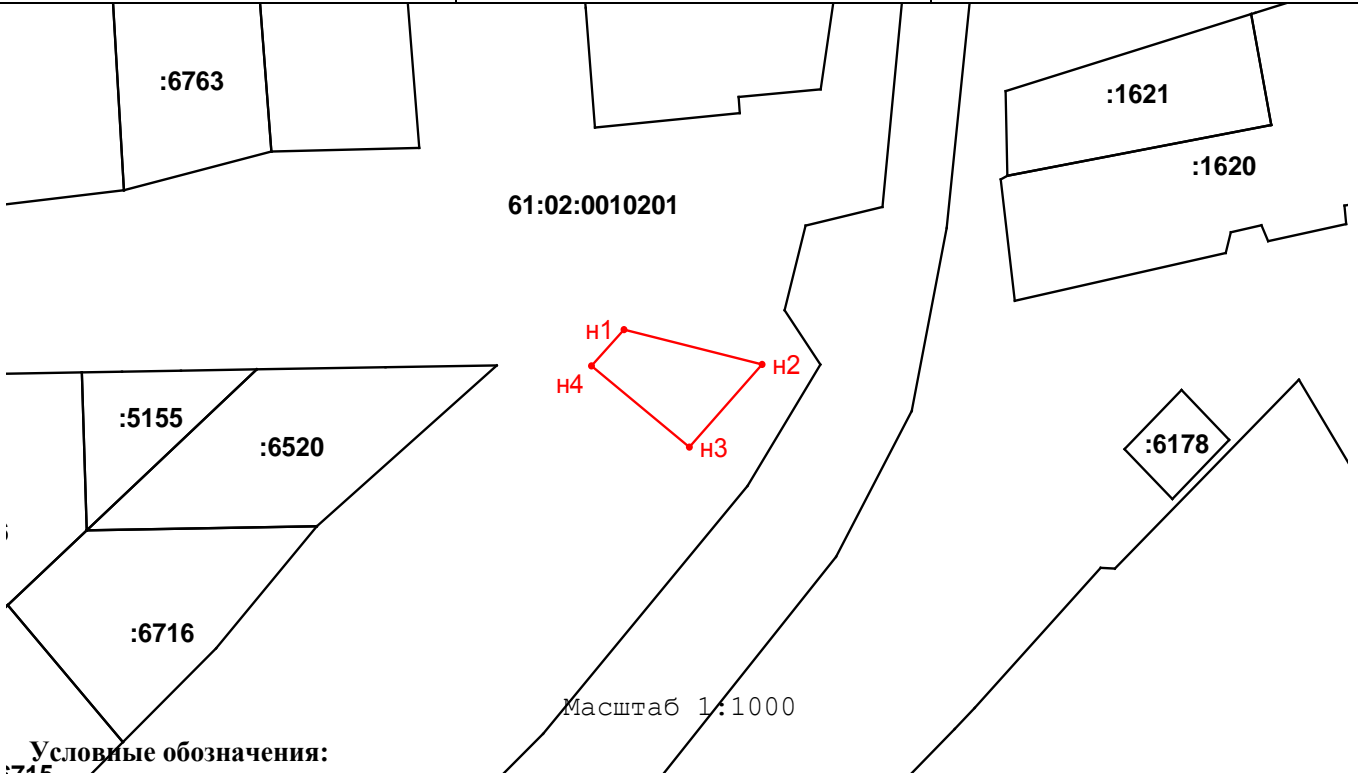 :6763
:1621
:1620
61:02:0010201
н1
н2
н4
:5155
:6520
н3
:6178
:6716
Масштаб 1:1000
Условные обозначения: